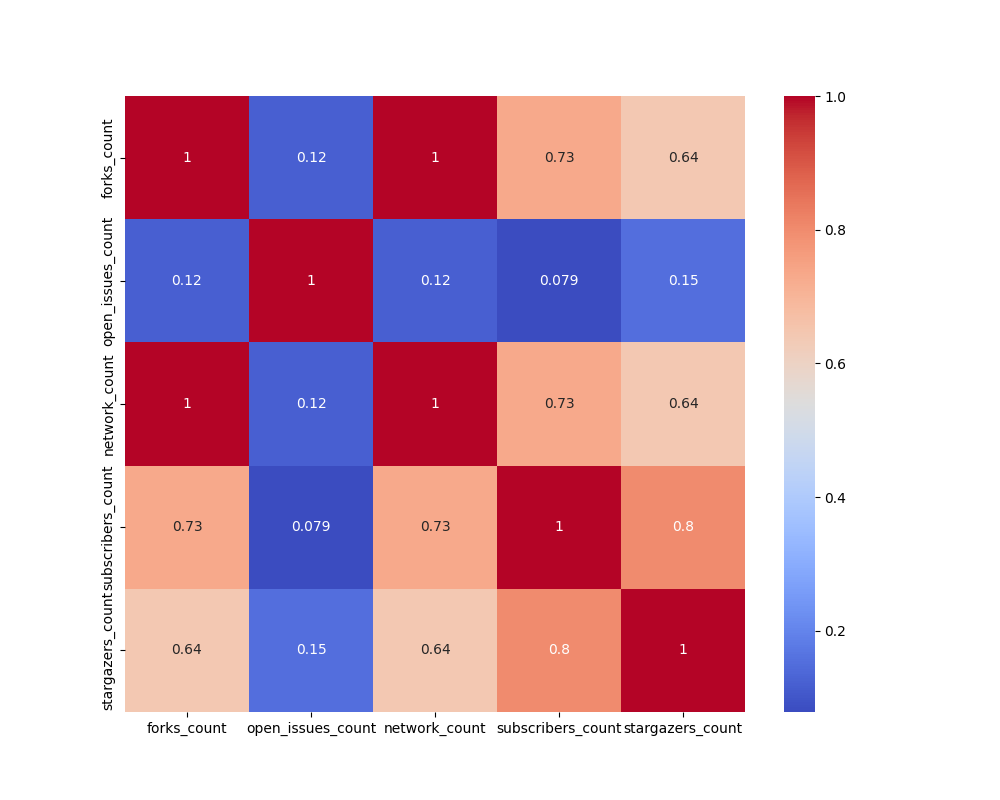 forks_count 1 0.12 1 0.73 0.64
open_issues_count 0.12 1 0.12 0.079 0.15
network_count 1 0.12 1 0.73 0.64
subscribers_count 0.73 0.079 0.73 1 0.8
stargazers_count 0.64 0.15 0.64 0.8 1
forks_count open_issues_count network_count subscribers_count stargazers_count
1.0
0.8
0.6
0.4
0.2